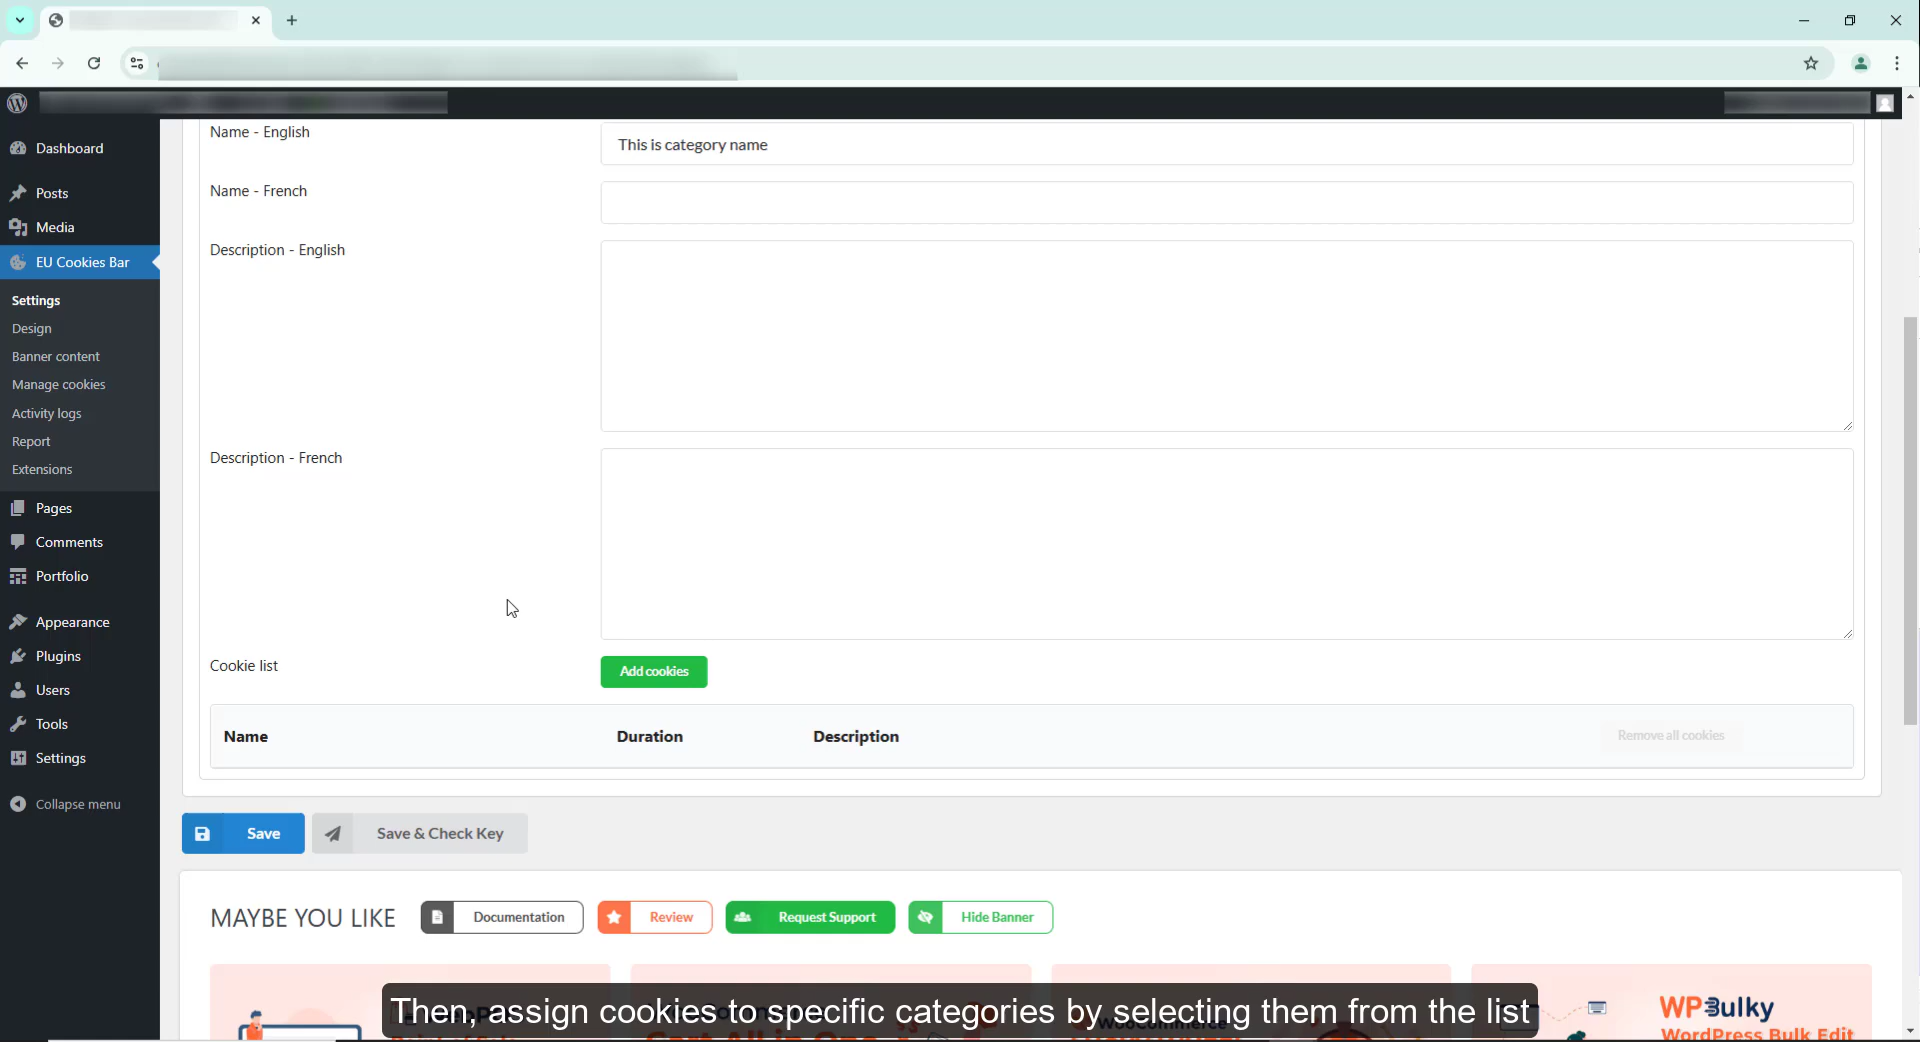 Dashboard
Posts
Media
EU Cookies Bar
Settings
Design
Banner content
Manage cookies
Activity logs
Report
Extensions
Pages
Comments
Portfolio
Appearance
Plugins
Users
Tools
Settings
Collapse menu
Name - English
This is category name
Name - French
Description - English
Description - French
Cookie list
Add cookies
Name Duration Description Remove all cookies
Save Save & Check Key
MAYBE YOU LIKE Documentation Review Request Support Hide Banner
Then, assign cookies to specific categories by selecting them from the list
WPBulky
WordPress Bulk Edit